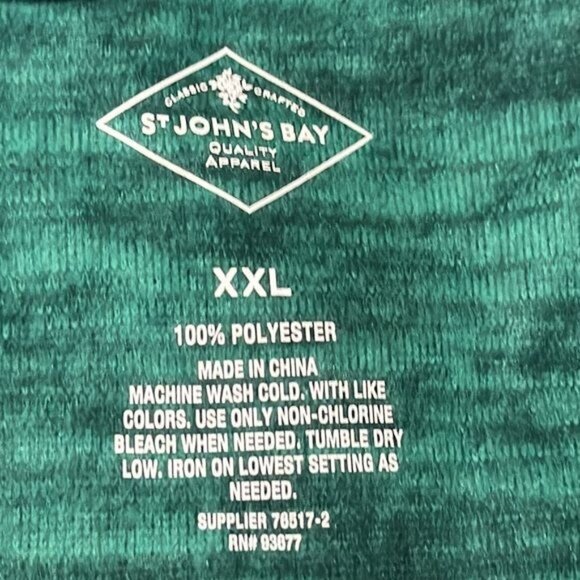 CLASSIC CRAFTED
ST JOHN'S BAY
QUALITY
APPAREL
XXL
100% POLYESTER
MADE IN CHINA
MACHINE WASH COLD. WITH LIKE
COLORS. USE ONLY NON-CHLORINE
BLEACH WHEN NEEDED. TUMBLE DRY
LOW. IRON ON LOWEST SETTING AS
NEEDED.
SUPPLIER 76517-2
RN# 93677